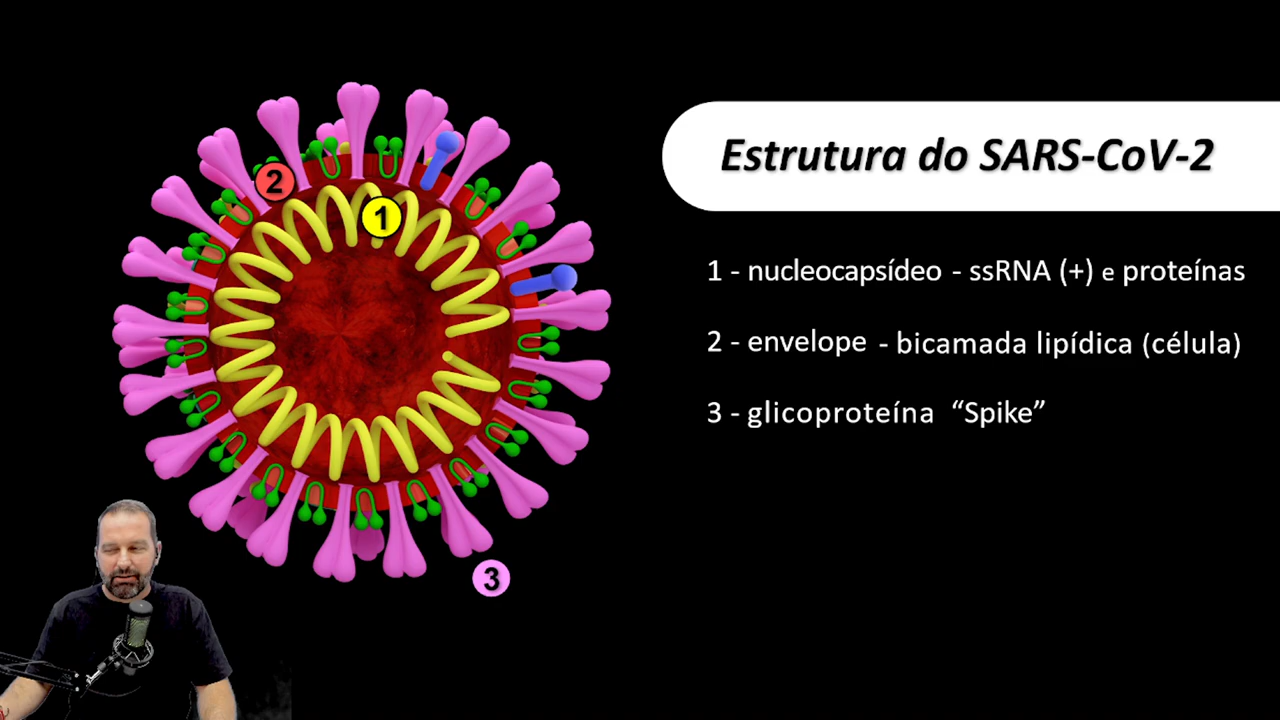 Estrutura do SARS-CoV-2
1 - nucleocapsídeo - ssRNA (+) e proteínas
2 - envelope - bicamada lipídica (célula)
3 - glicoproteína “Spike”
2
1
3